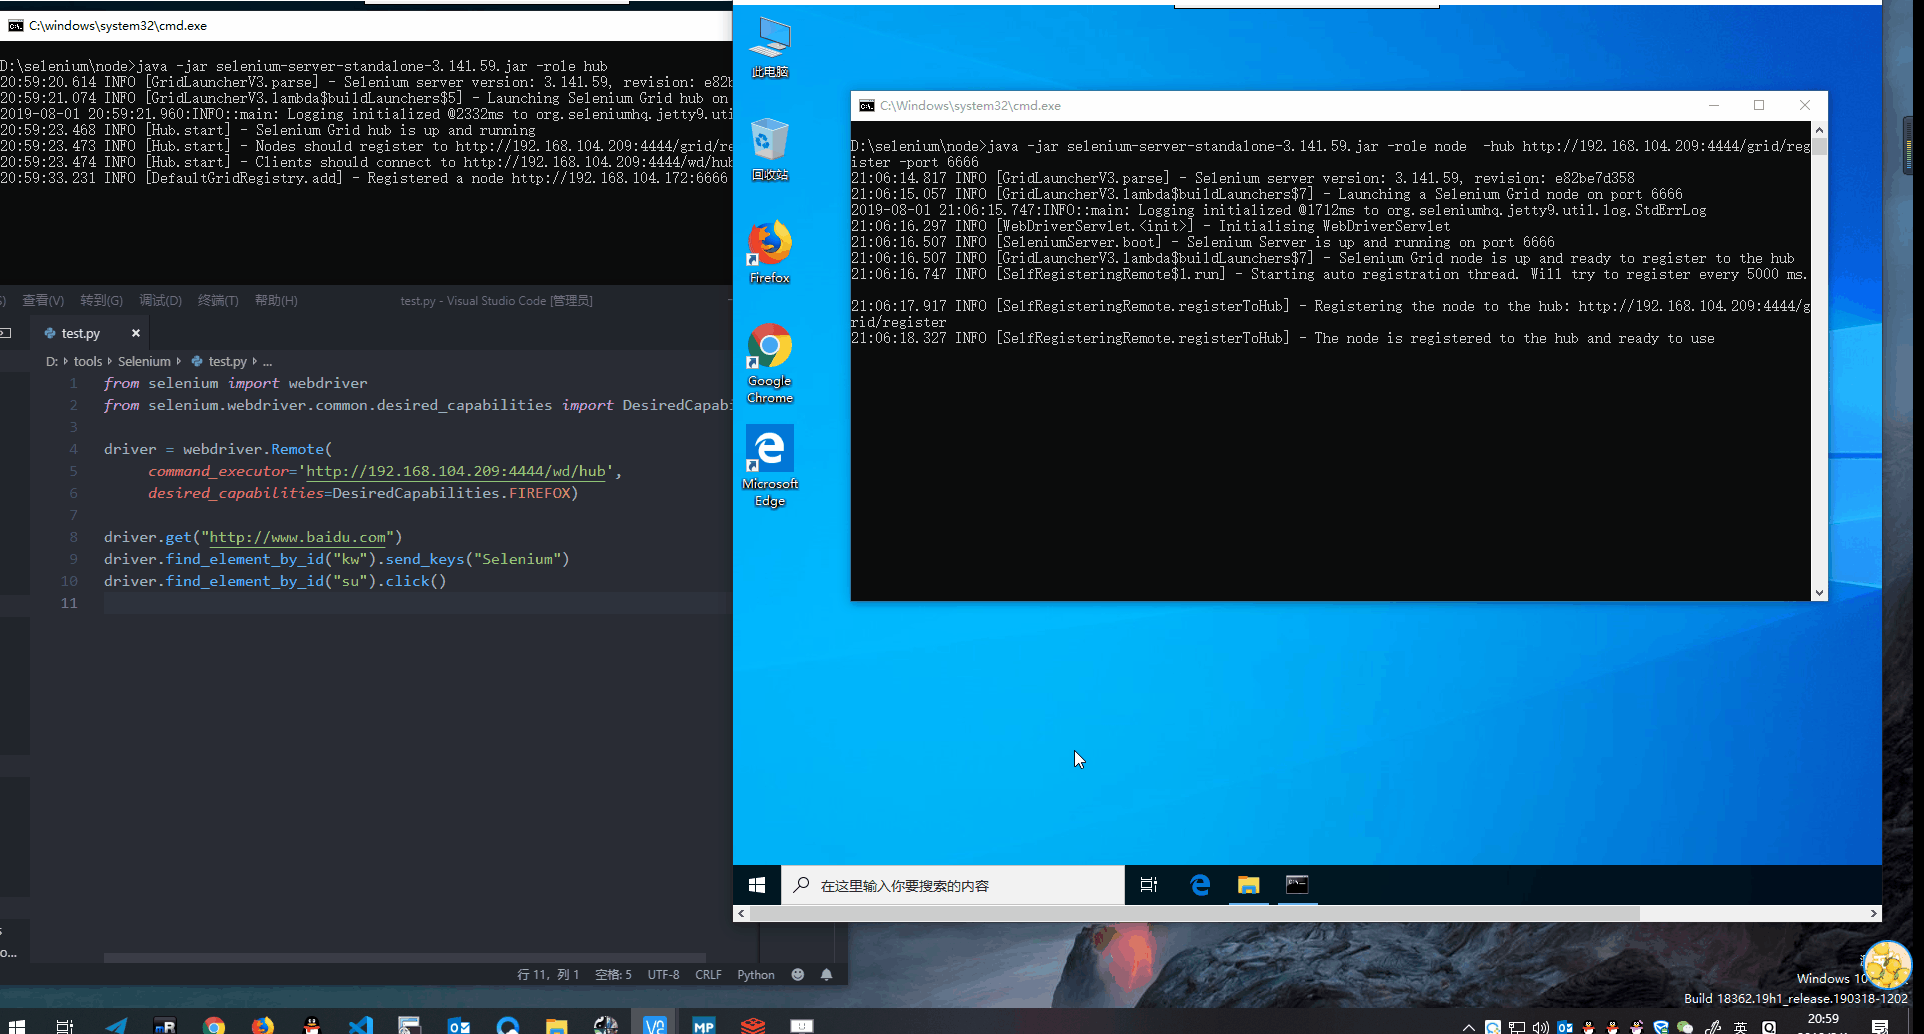 C:\windows\system32\cmd.exe
D:\selenium\node>java -jar selenium-server-standalone-3.141.59.jar -role hub
20:59:20.614 INFO [GridLauncherV3.parse] - Selenium server version: 3.141.59, revision: e82b
20:59:21.074 INFO [GridLauncherV3.lambda$buildLaunchers$5] - Launching Selenium Grid hub on
2019-08-01 20:59:21.960:INFO::main: Logging initialized @2332ms to org.seleniumhq.jetty9.uti
20:59:23.468 INFO [Hub.start] - Selenium Grid hub is up and running
20:59:23.473 INFO [Hub.start] - Nodes should register to http://192.168.104.209:4444/grid/re
20:59:23.474 INFO [Hub.start] - Clients should connect to http://192.168.104.209:4444/wd/hub
20:59:33.231 INFO [DefaultGridRegistry.add] - Registered a node http://192.168.104.172:6666
查看(V) 转到(G) 调试(D) 终端(T) 帮助(H) test.py - Visual Studio Code [管理员]
test.py
D: tools Selenium test.py ...
1 from selenium import webdriver
2 from selenium.webdriver.common.desired_capabilities import DesiredCapabi
3
4 driver = webdriver.Remote(
5 command_executor='http://192.168.104.209:4444/wd/hub',
6 desired_capabilities=DesiredCapabilities.FIREFOX)
7
8 driver.get("http://www.baidu.com")
9 driver.find_element_by_id("kw").send_keys("Selenium")
10 driver.find_element_by_id("su").click()
11
行 11，列 1 空格: 5 UTF-8 CRLF Python
此电脑
回收站
Firefox
Google
Chrome
Microsoft
Edge
C:\Windows\system32\cmd.exe
D:\selenium\node>java -jar selenium-server-standalone-3.141.59.jar -role node  -hub http://192.168.104.209:4444/grid/reg
ister -port 6666
21:06:14.817 INFO [GridLauncherV3.parse] - Selenium server version: 3.141.59, revision: e82be7d358
21:06:15.057 INFO [GridLauncherV3.lambda$buildLaunchers$7] - Launching a Selenium Grid node on port 6666
2019-08-01 21:06:15.747:INFO::main: Logging initialized @1712ms to org.seleniumhq.jetty9.util.log.StdErrLog
21:06:16.297 INFO [WebDriverServlet.<init>] - Initialising WebDriverServlet
21:06:16.507 INFO [SeleniumServer.boot] - Selenium Server is up and running on port 6666
21:06:16.507 INFO [GridLauncherV3.lambda$buildLaunchers$7] - Selenium Grid node is up and ready to register to the hub
21:06:16.747 INFO [SelfRegisteringRemote$1.run] - Starting auto registration thread. Will try to register every 5000 ms.
21:06:17.917 INFO [SelfRegisteringRemote.registerToHub] - Registering the node to the hub: http://192.168.104.209:4444/g
rid/register
21:06:18.327 INFO [SelfRegisteringRemote.registerToHub] - The node is registered to the hub and ready to use
在这里输入你要搜索的内容
Windows 10
Build 18362.19h1_release.190318-1202
英
20:59